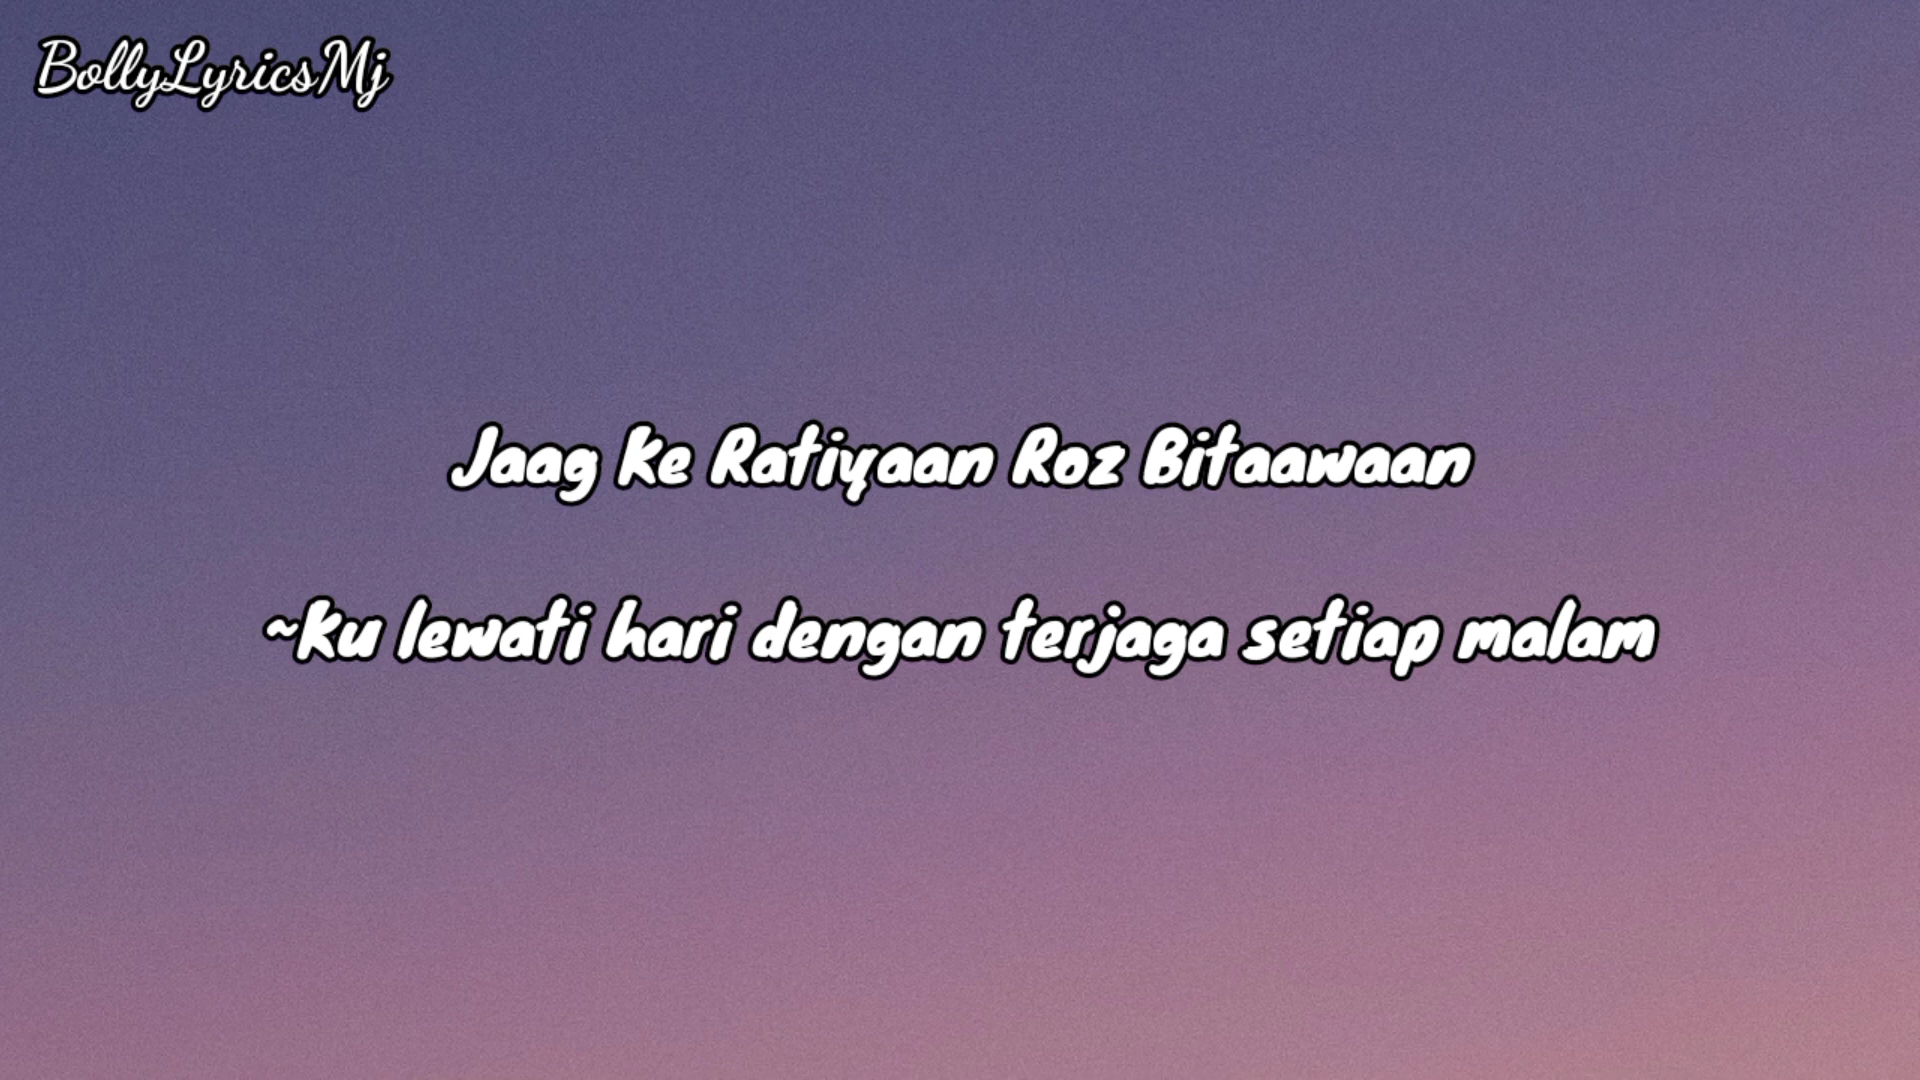 BollyLyricsMj
Jaag Ke Ratiyaan Roz Bitaawaan
~Ku lewati hari dengan terjaga setiap malam